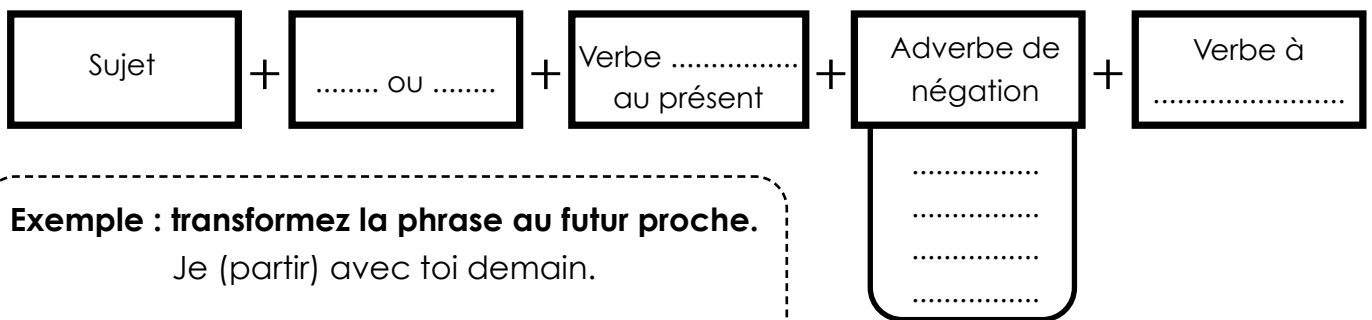 Sujet + ........ ou ........ + Verbe ................ au présent + Adverbe de négation + Verbe à ........................
................
................
................
................
Exemple : transformez la phrase au futur proche.
Je (partir) avec toi demain.